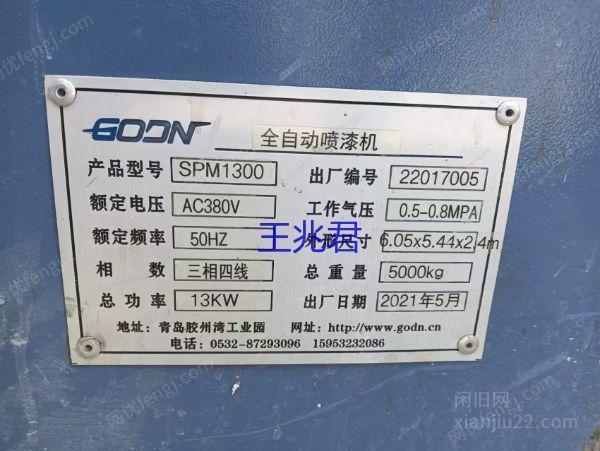 GODN 全自动喷漆机
产品型号 SPM1300 出厂编号 22017005
额定电压 AC380V 工作气压 0.5-0.8MPA
额定频率 50HZ 外形尺寸 6.05x5.44x2.4m
王兆君
相 数 三相四线 总 重 量 5000kg
总 功 率 13KW 出厂日期 2021年5月
地址: 青岛胶州湾工业园 网址: http://www.godn.cn
电话: 0532-87293096 15953232086
闲旧网
xianjiu22.com